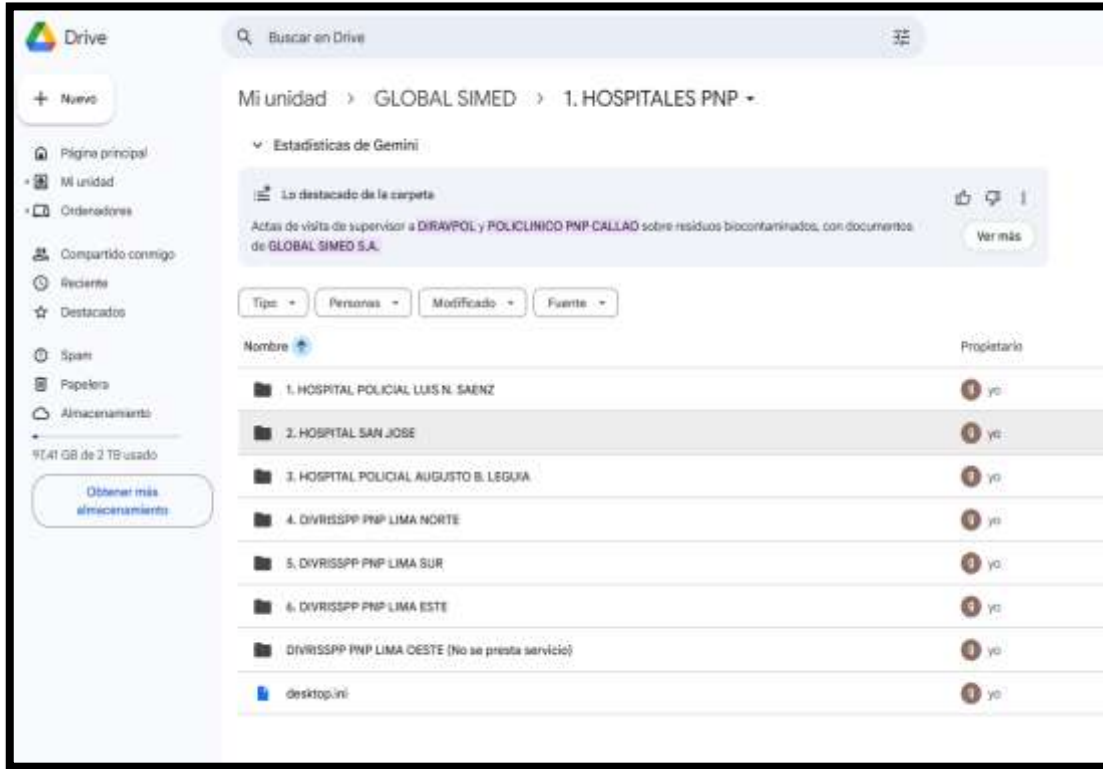 Drive
Buscar en Drive
Nuevo
Mi unidad > GLOBAL SIMED > 1. HOSPITALES PNP
Estadísticas de Gemini
Página principal
Mi unidad
Ordenadores
Compartido conmigo
Reciente
Destacados
Spam
Papelera
Almacenamiento
97,41 GB de 2 TB usado
Obtener más
almacenamiento
Lo destacado de la carpeta
Actas de visita de supervisor a DIRAVPOL y POLICLINICO PNP CALLAO sobre residuos biocontaminados, con documentos
de GLOBAL SIMED S.A.
Ver más
Tipo
Personas
Modificado
Fuente
Nombre
Propietario
1. HOSPITAL POLICIAL LUIS N. SAENZ
yo
2. HOSPITAL SAN JOSE
yo
3. HOSPITAL POLICIAL AUGUSTO B. LEGUIA
yo
4. DIVRISSPP PNP LIMA NORTE
yo
5. DIVRISSPP PNP LIMA SUR
yo
6. DIVRISSPP PNP LIMA ESTE
yo
DIVRISSPP PNP LIMA OESTE (No se presta servicio)
yo
desktop.ini
yo